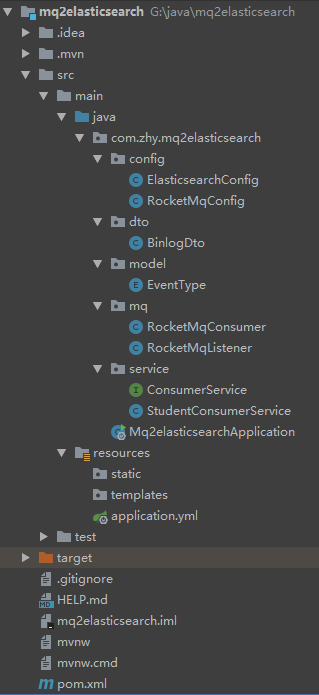 mq2elasticsearch G:\java\mq2elasticsearch
.idea
.mvn
src
main
java
com.zhy.mq2elasticsearch
config
C ElasticsearchConfig
C RocketMqConfig
dto
C BinlogDto
model
E EventType
mq
C RocketMqConsumer
C RocketMqListener
service
I ConsumerService
C StudentConsumerService
Mq2elasticsearchApplication
resources
static
templates
application.yml
test
target
.gitignore
MD HELP.md
mq2elasticsearch.iml
mvnw
mvnw.cmd
m pom.xml